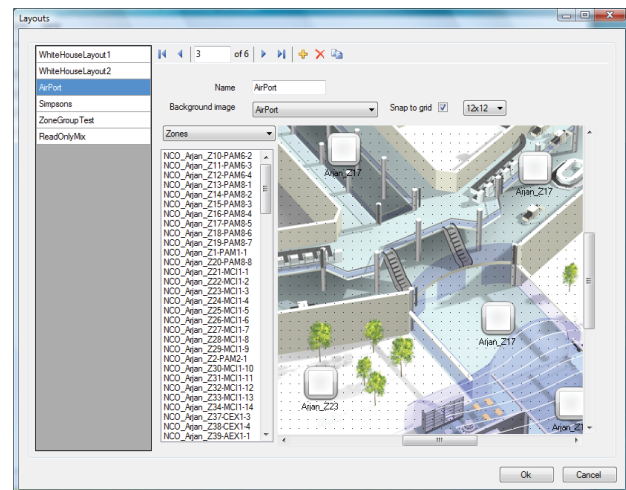 Layouts
WhiteHouseLayout1
WhiteHouseLayout2
AirPort
Simpsons
ZoneGroupTest
ReadOnlyMix
3 of 6
Name AirPort
Background image AirPort Snap to grid 12x12
Zones
NCO_Arjan_Z10-PAM6-2
NCO_Arjan_Z11-PAM6-3
NCO_Arjan_Z12-PAM6-4
NCO_Arjan_Z13-PAM8-1
NCO_Arjan_Z14-PAM8-2
NCO_Arjan_Z15-PAM8-3
NCO_Arjan_Z16-PAM8-4
NCO_Arjan_Z17-PAM8-5
NCO_Arjan_Z18-PAM8-6
NCO_Arjan_Z19-PAM8-7
NCO_Arjan_Z1-PAM1-1
NCO_Arjan_Z20-PAM8-8
NCO_Arjan_Z21-MCI1-1
NCO_Arjan_Z22-MCI1-2
NCO_Arjan_Z23-MCI1-3
NCO_Arjan_Z24-MCI1-4
NCO_Arjan_Z25-MCI1-5
NCO_Arjan_Z26-MCI1-6
NCO_Arjan_Z27-MCI1-7
NCO_Arjan_Z28-MCI1-8
NCO_Arjan_Z29-MCI1-9
NCO_Arjan_Z2-PAM2-1
NCO_Arjan_Z30-MCI1-10
NCO_Arjan_Z31-MCI1-11
NCO_Arjan_Z32-MCI1-12
NCO_Arjan_Z33-MCI1-13
NCO_Arjan_Z34-MCI1-14
NCO_Arjan_Z37-CEX1-3
NCO_Arjan_Z38-CEX1-4
NCO_Arjan_Z39-AEX1-1
Arjan_Z17
Arjan_Z17
Arjan_Z17
Arjan_Z23
Arjan_Z1
Ok Cancel